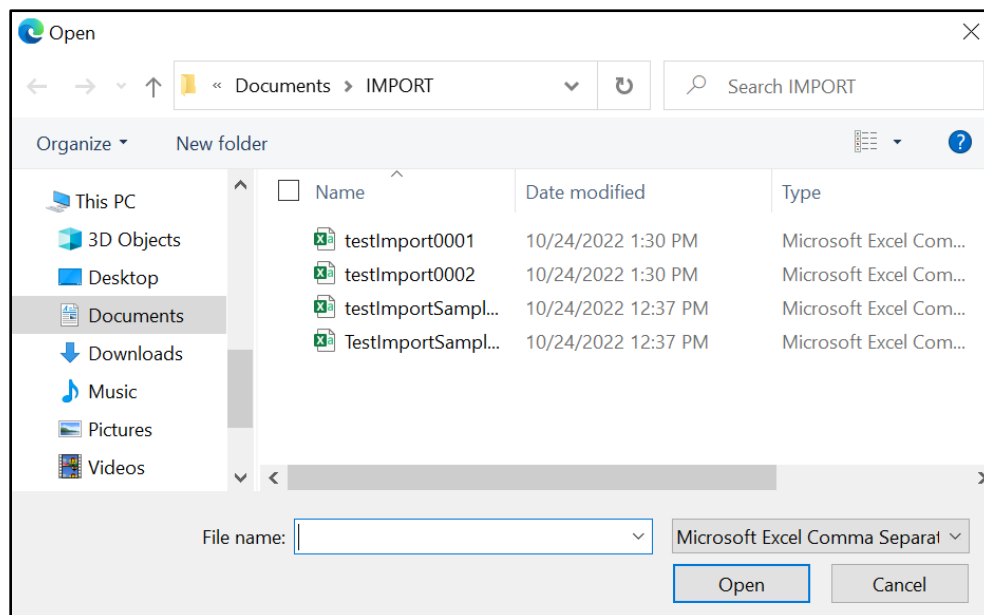 Open
« Documents > IMPORT
Search IMPORT
Organize
New folder
?
This PC
3D Objects
Desktop
Documents
Downloads
Music
Pictures
Videos
Name
Date modified
Type
testImport0001 10/24/2022 1:30 PM Microsoft Excel Com...
testImport0002 10/24/2022 1:30 PM Microsoft Excel Com...
testImportSampl... 10/24/2022 12:37 PM Microsoft Excel Com...
TestImportSampl... 10/24/2022 12:37 PM Microsoft Excel Com...
File name:
Microsoft Excel Comma Separat
Open
Cancel